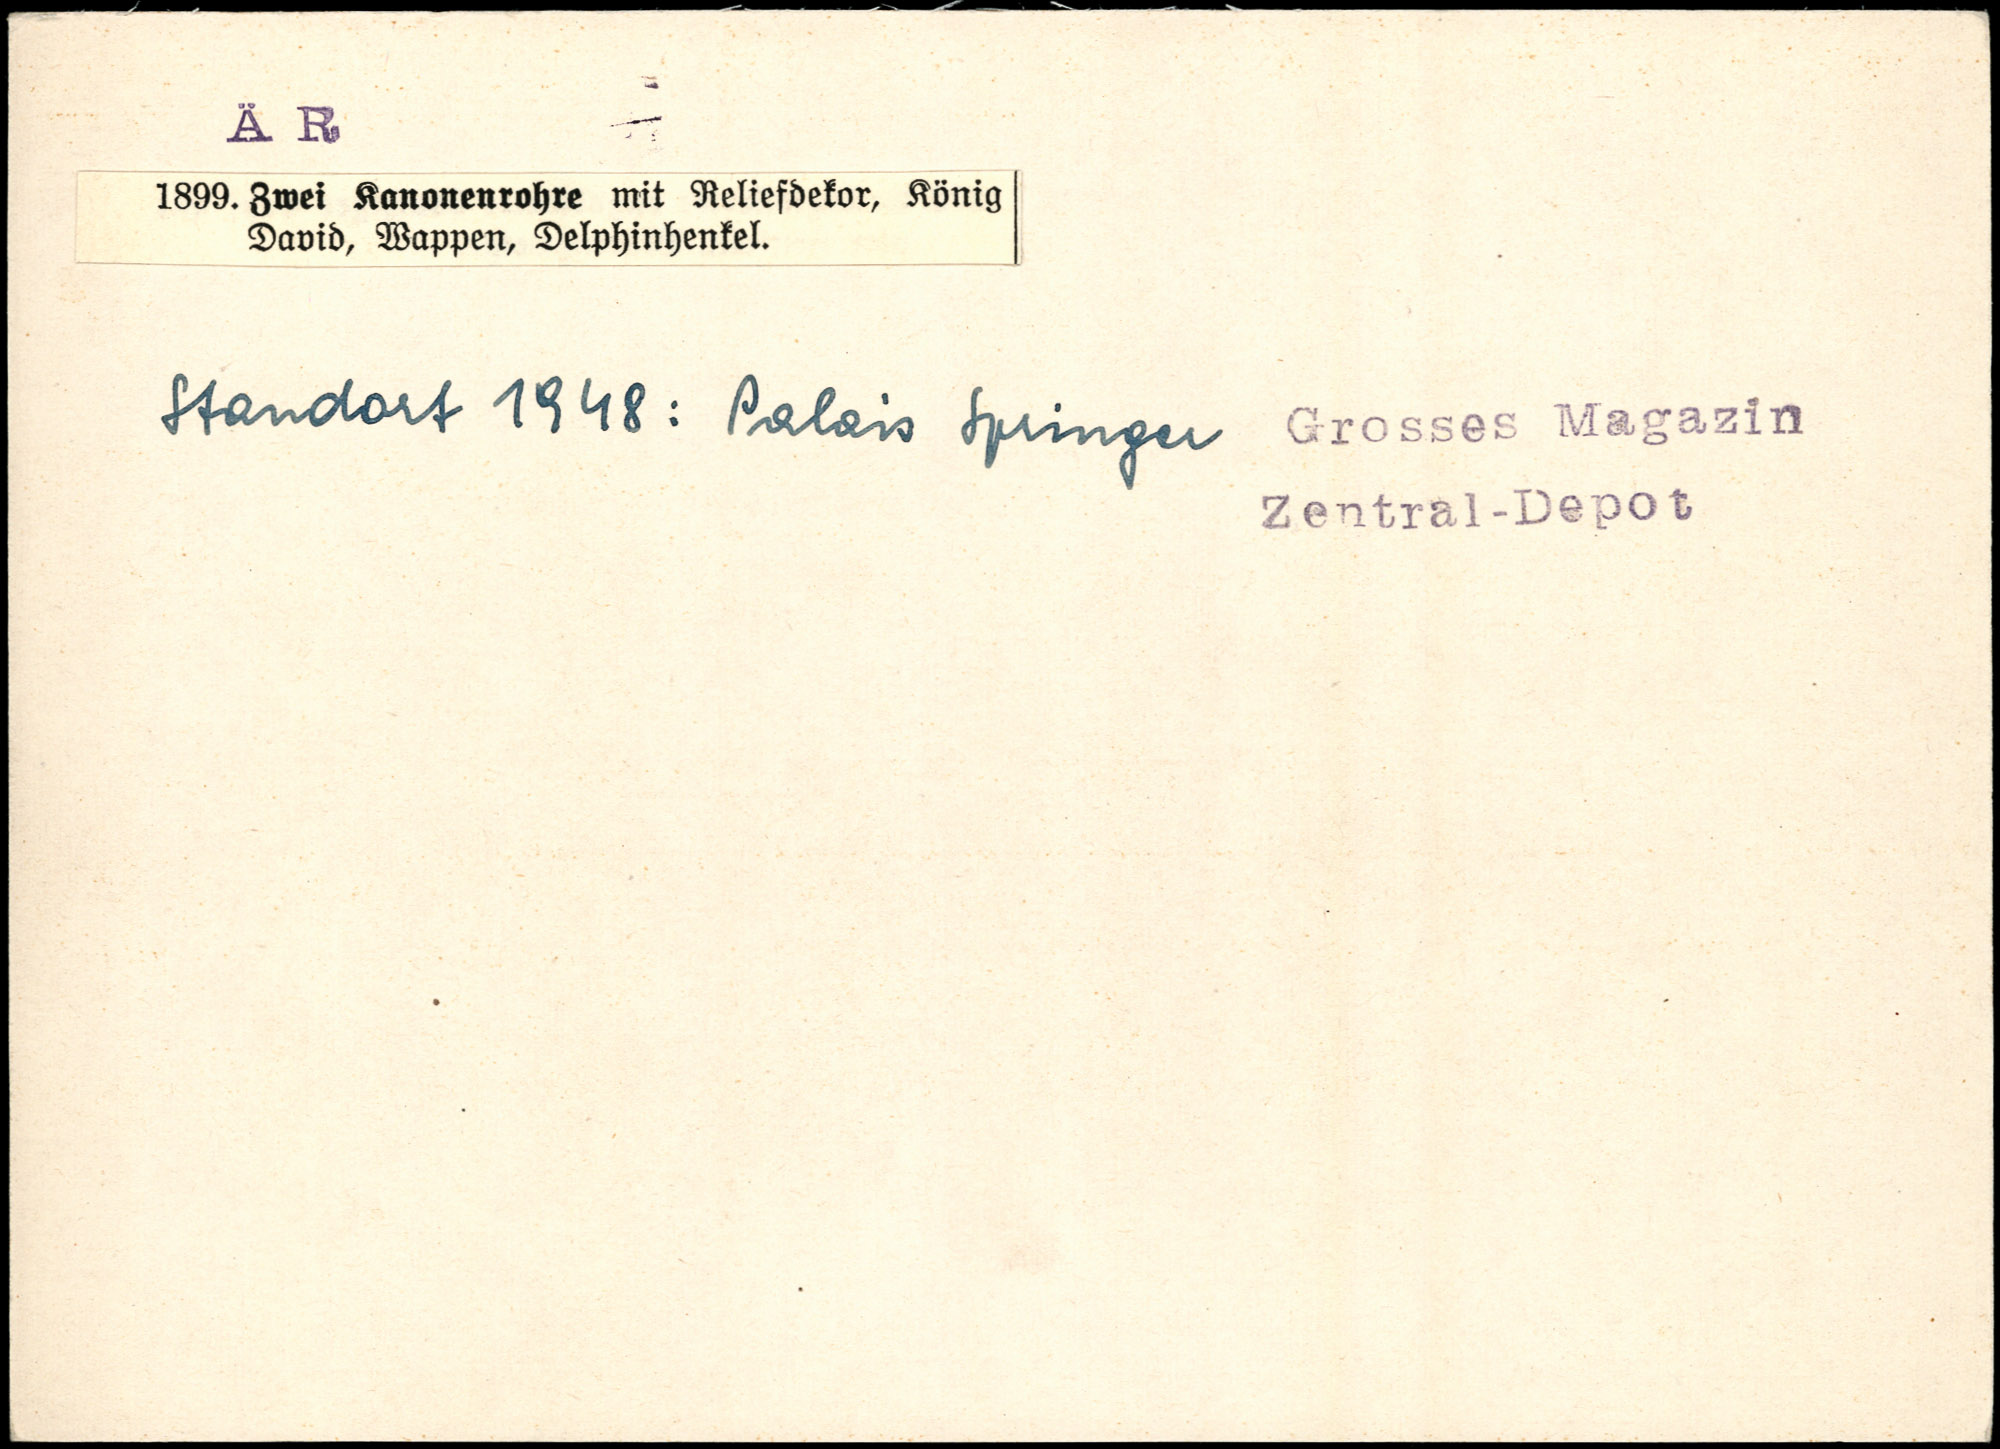 Ä R
1899. Zwei Kanonenrohre mit Reliefdekor, König
David, Wappen, Delphinhenkel.
Standort 1948: Palais Springer Grosses Magazin
Zentral-Depot